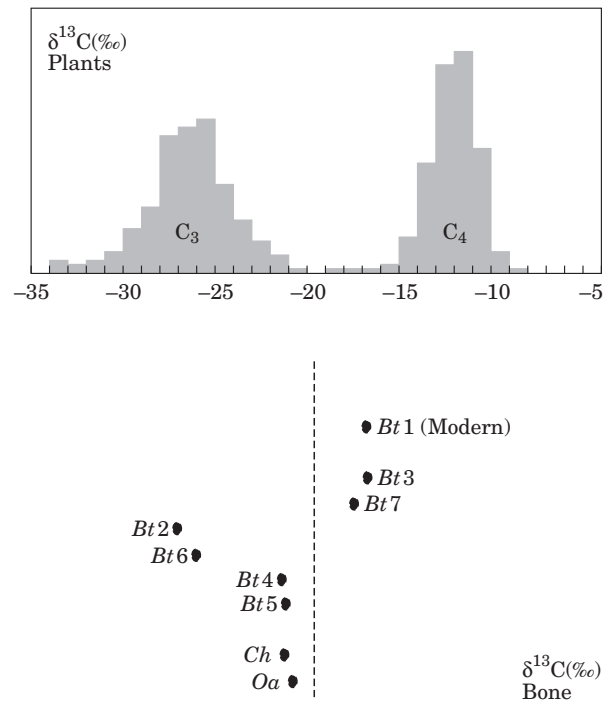 δ¹³C(‰)
Plants
C₃
C₄
–35 –30 –25 –20 –15 –10 –5
Bt1 (Modern)
Bt3
Bt7
Bt2
Bt6
Bt4
Bt5
Ch
Oa
δ¹³C(‰)
Bone